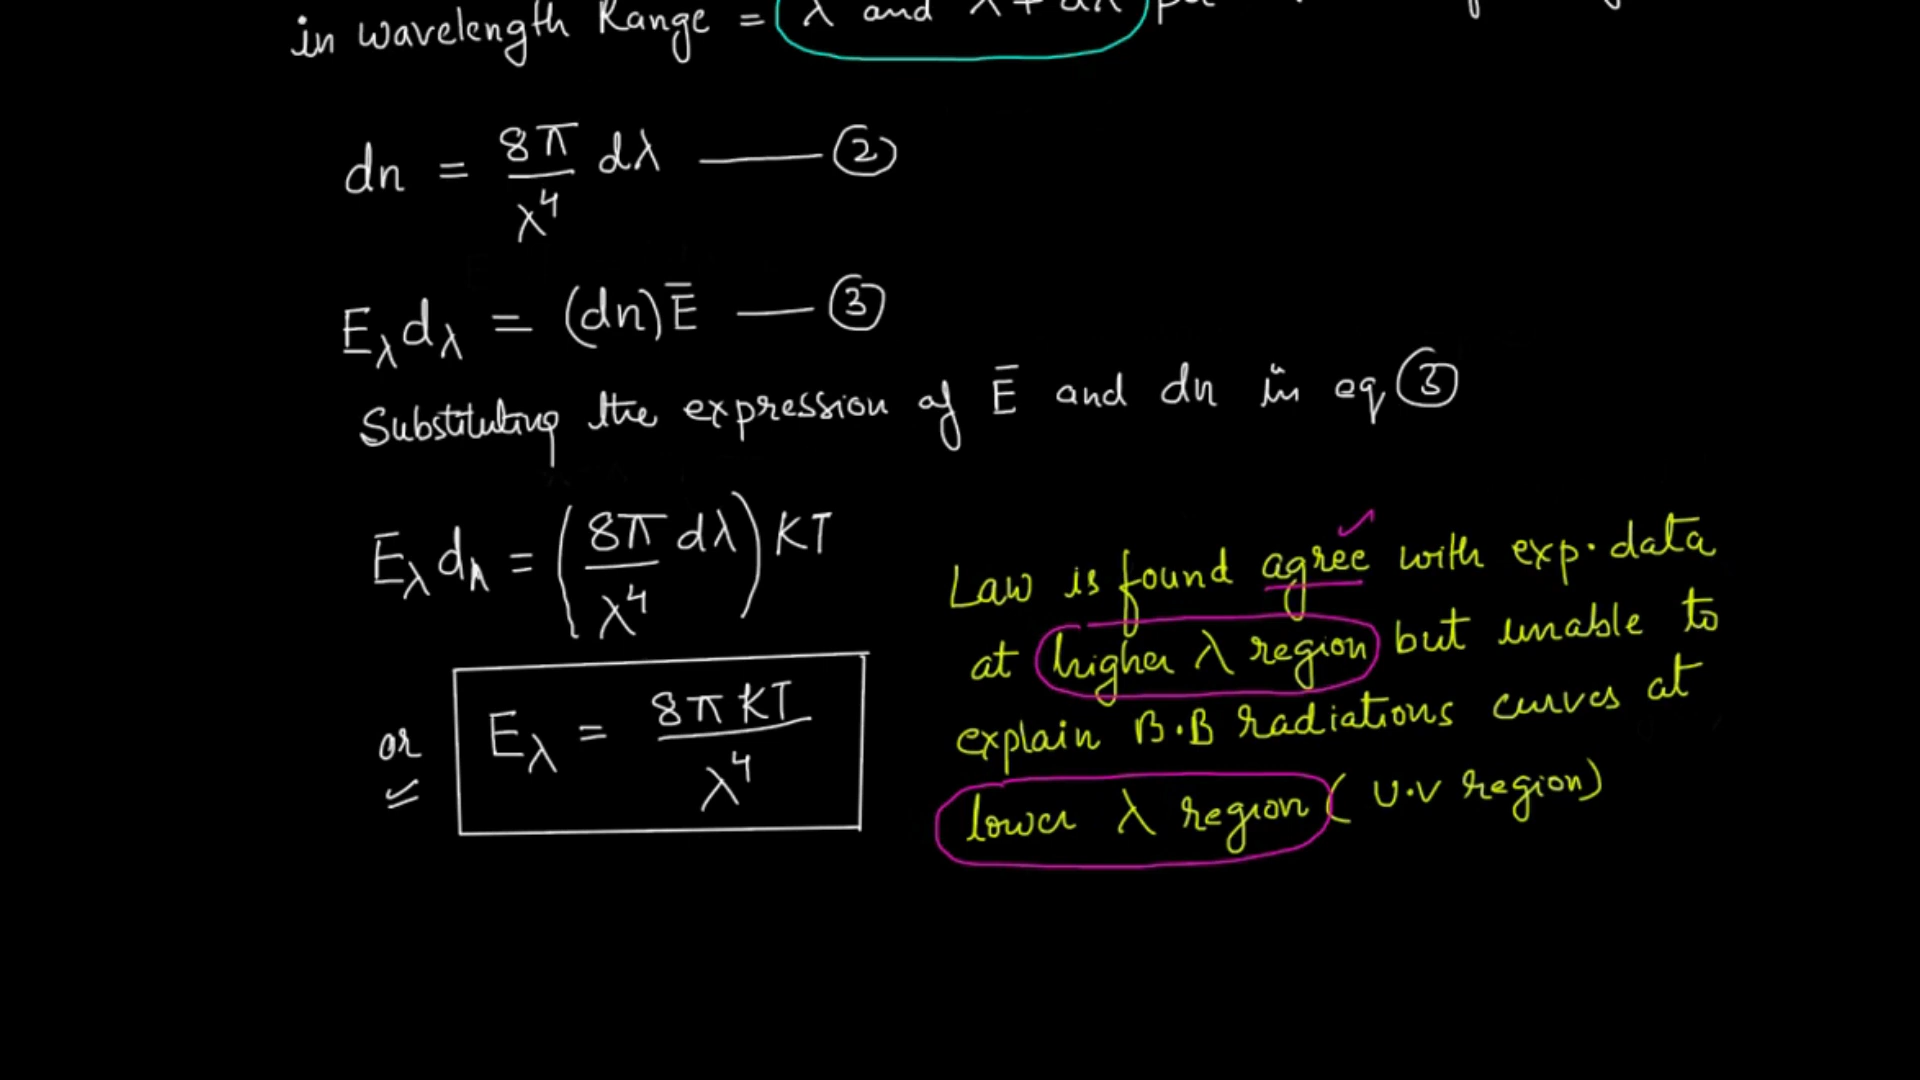 in wavelength Range = λ and λ + dλ
dn = 8π/λ⁴ dλ —— ②
E_λ d_λ = (dn)Ē —— ③
Substituting the expression of Ē and dn in eq ③
E_λ d_λ = (8π/λ⁴ dλ) KT
or E_λ = 8πKT/λ⁴
Law is found agree with exp. data
at higher λ region but unable to
explain B.B radiations curves at
lower λ region (U.V region)